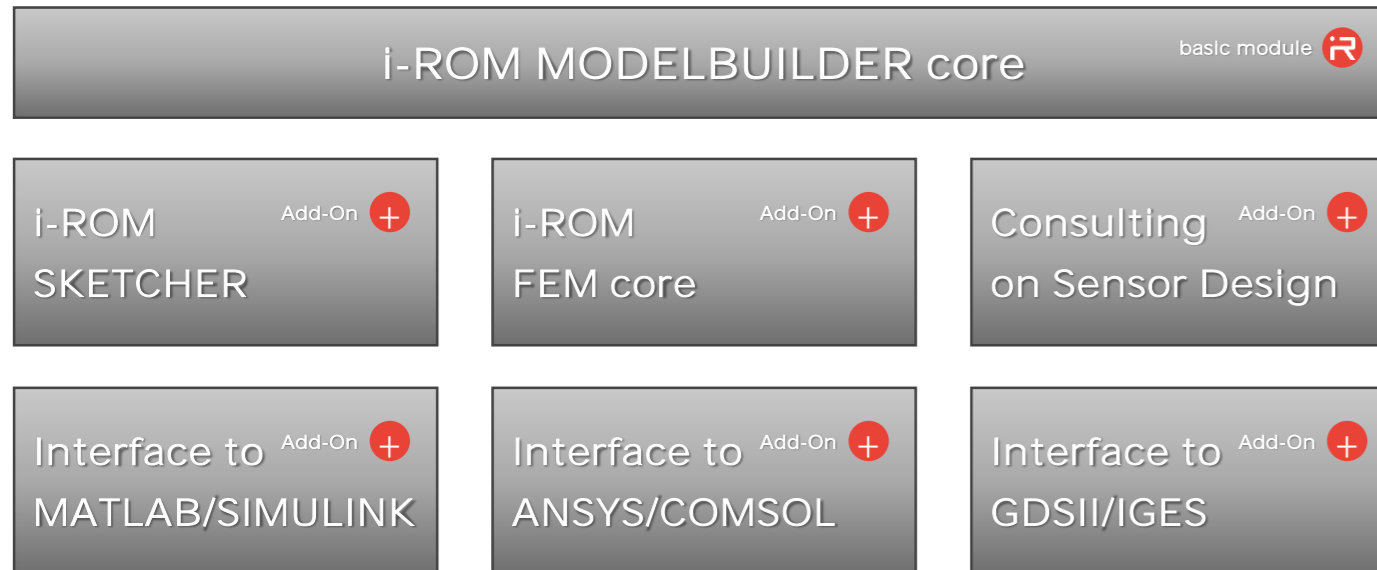 i-ROM MODELBUILDER core
basic module
iR
i-ROM
Add-On
SKETCHER
i-ROM
Add-On
FEM core
Consulting
Add-On
on Sensor Design
Interface to
Add-On
MATLAB/SIMULINK
Interface to
Add-On
ANSYS/COMSOL
Interface to
Add-On
GDSII/IGES